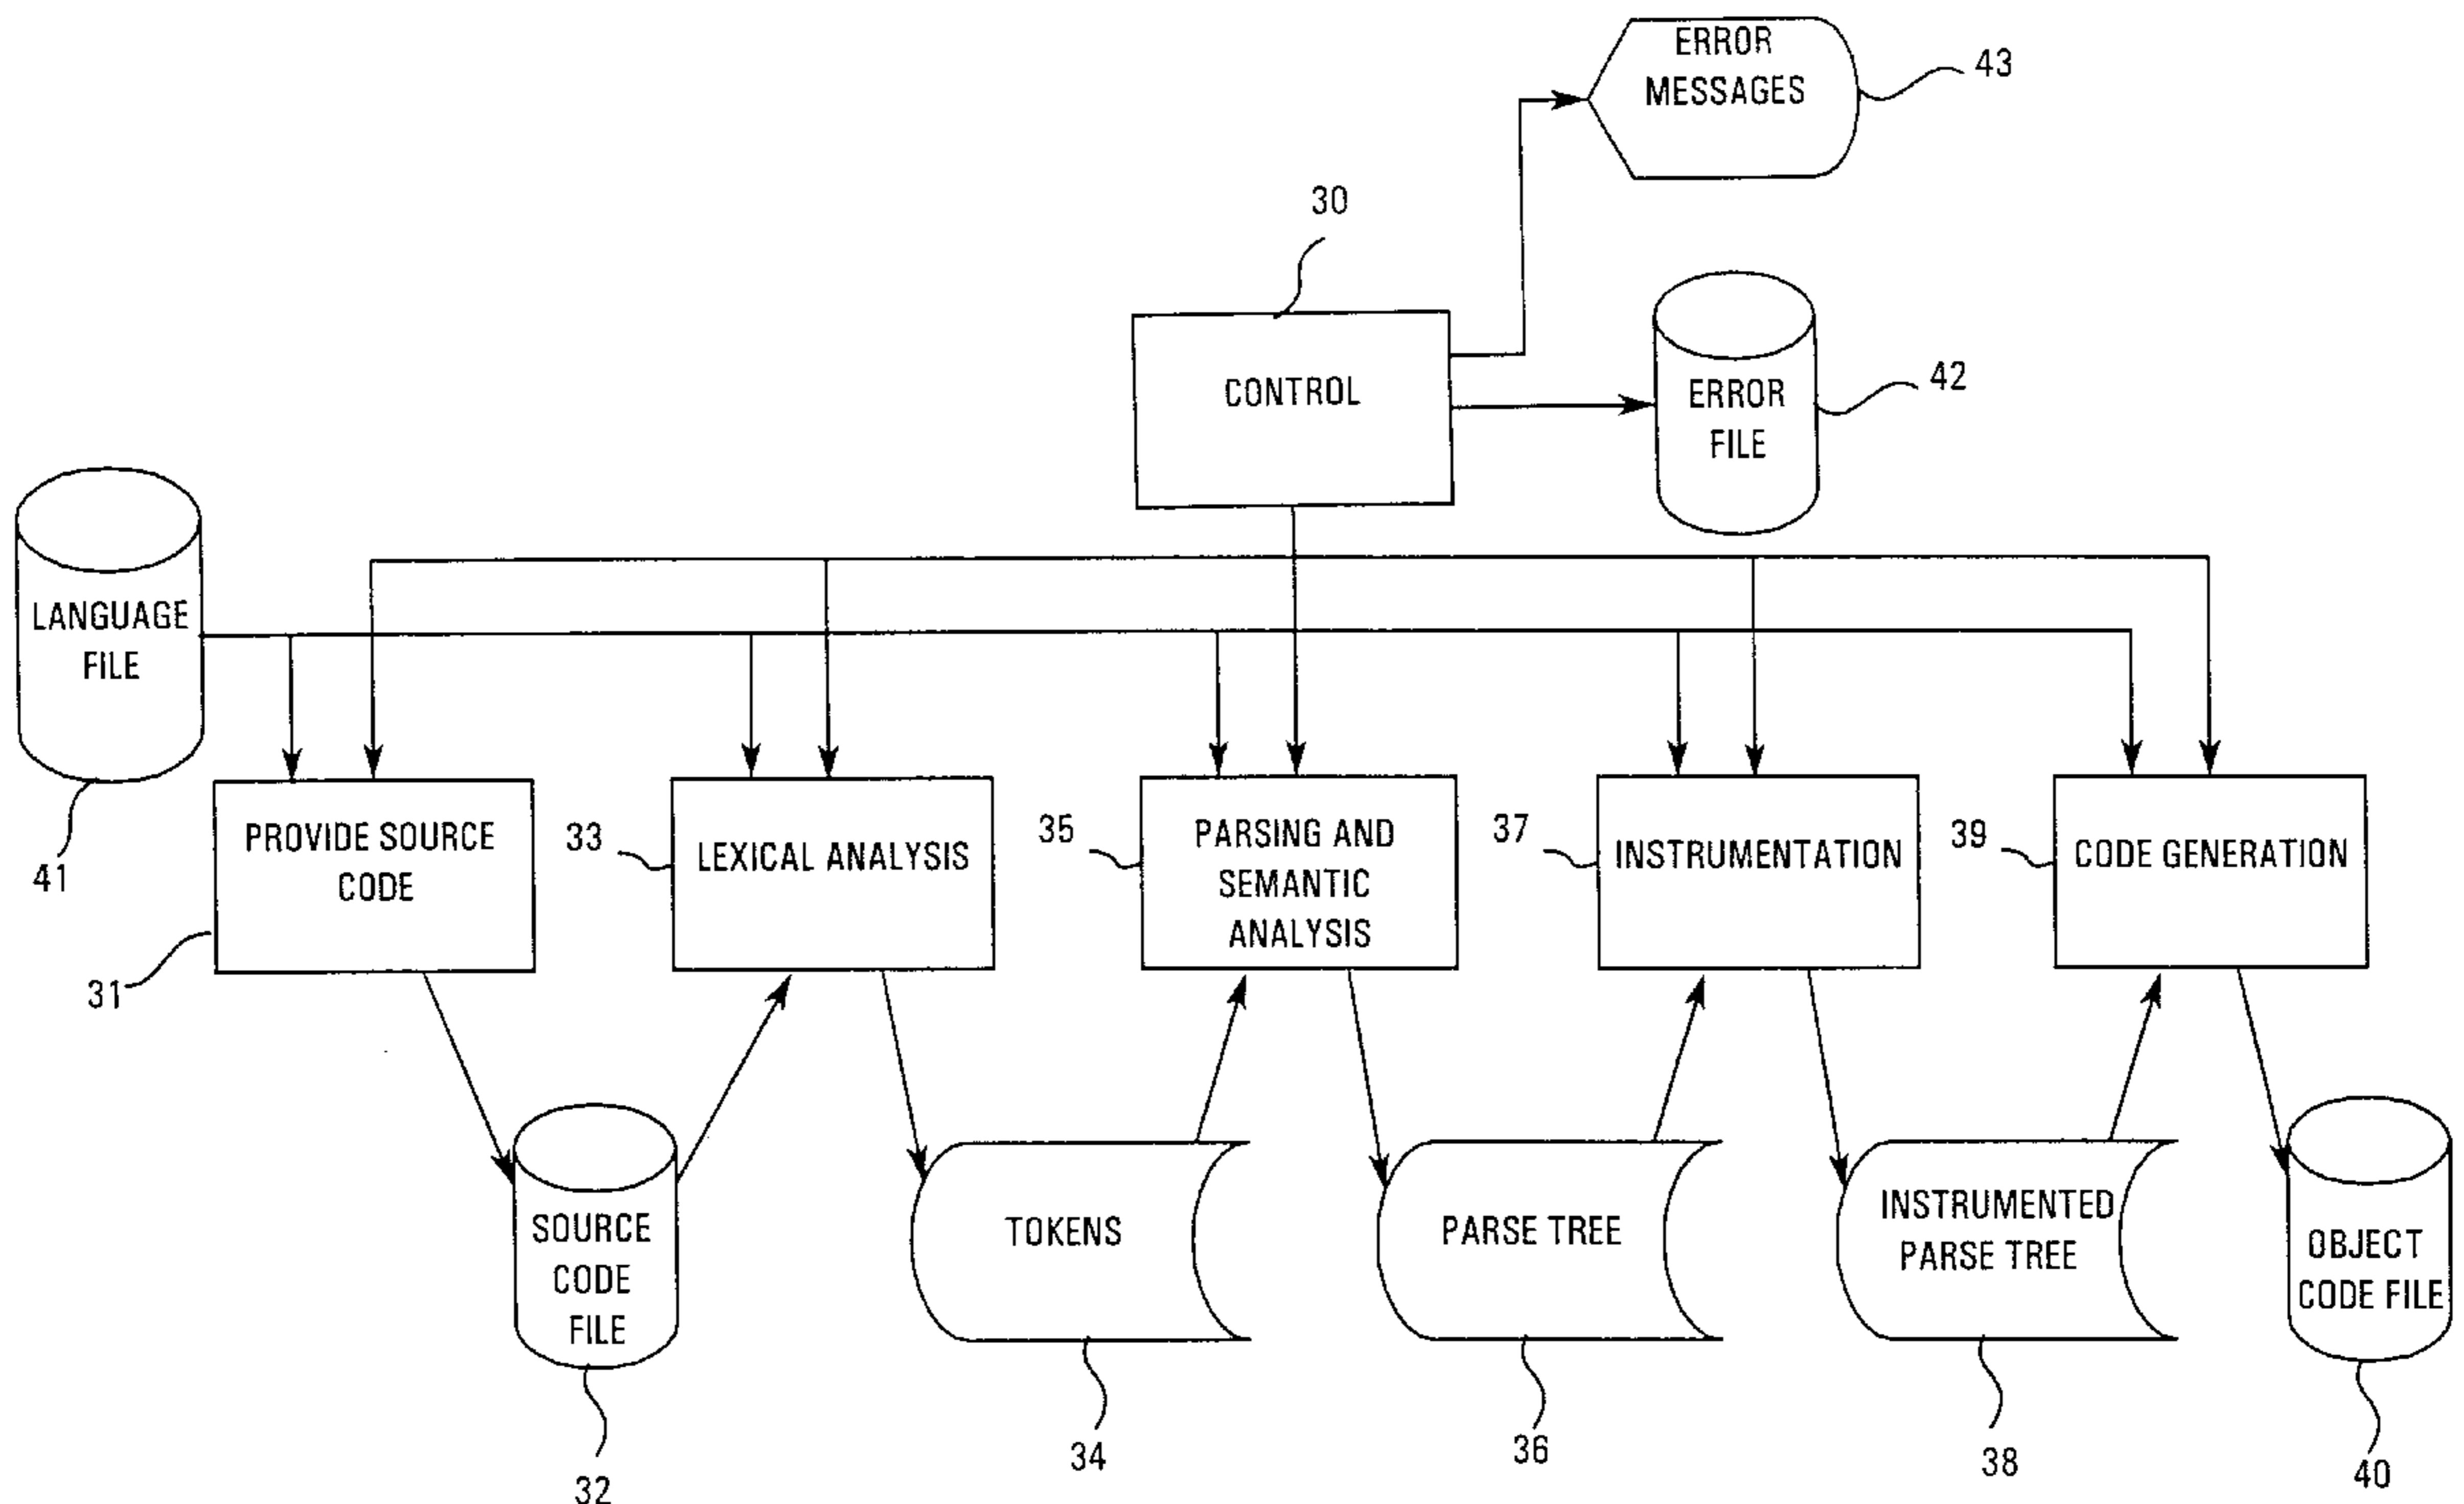 ERROR
MESSAGES
43
30
CONTROL
ERROR
FILE
42
LANGUAGE
FILE
41
PROVIDE SOURCE
CODE
31
33
LEXICAL ANALYSIS
35
PARSING AND
SEMANTIC
ANALYSIS
37
INSTRUMENTATION
39
CODE GENERATION
SOURCE
CODE
FILE
32
TOKENS
34
PARSE TREE
36
INSTRUMENTED
PARSE TREE
38
OBJECT
CODE FILE
40